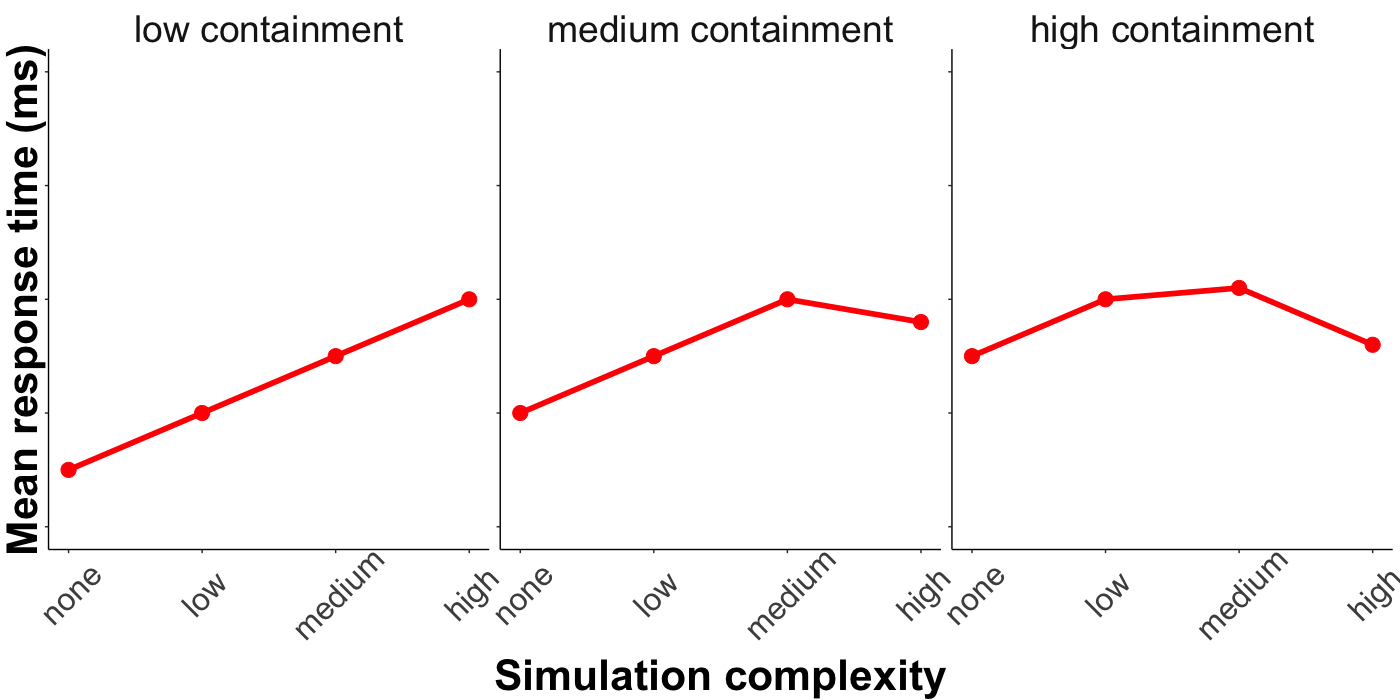 low containment
medium containment
high containment
Mean response time (ms)
none
low
medium
high
none
low
medium
high
none
low
medium
high
Simulation complexity